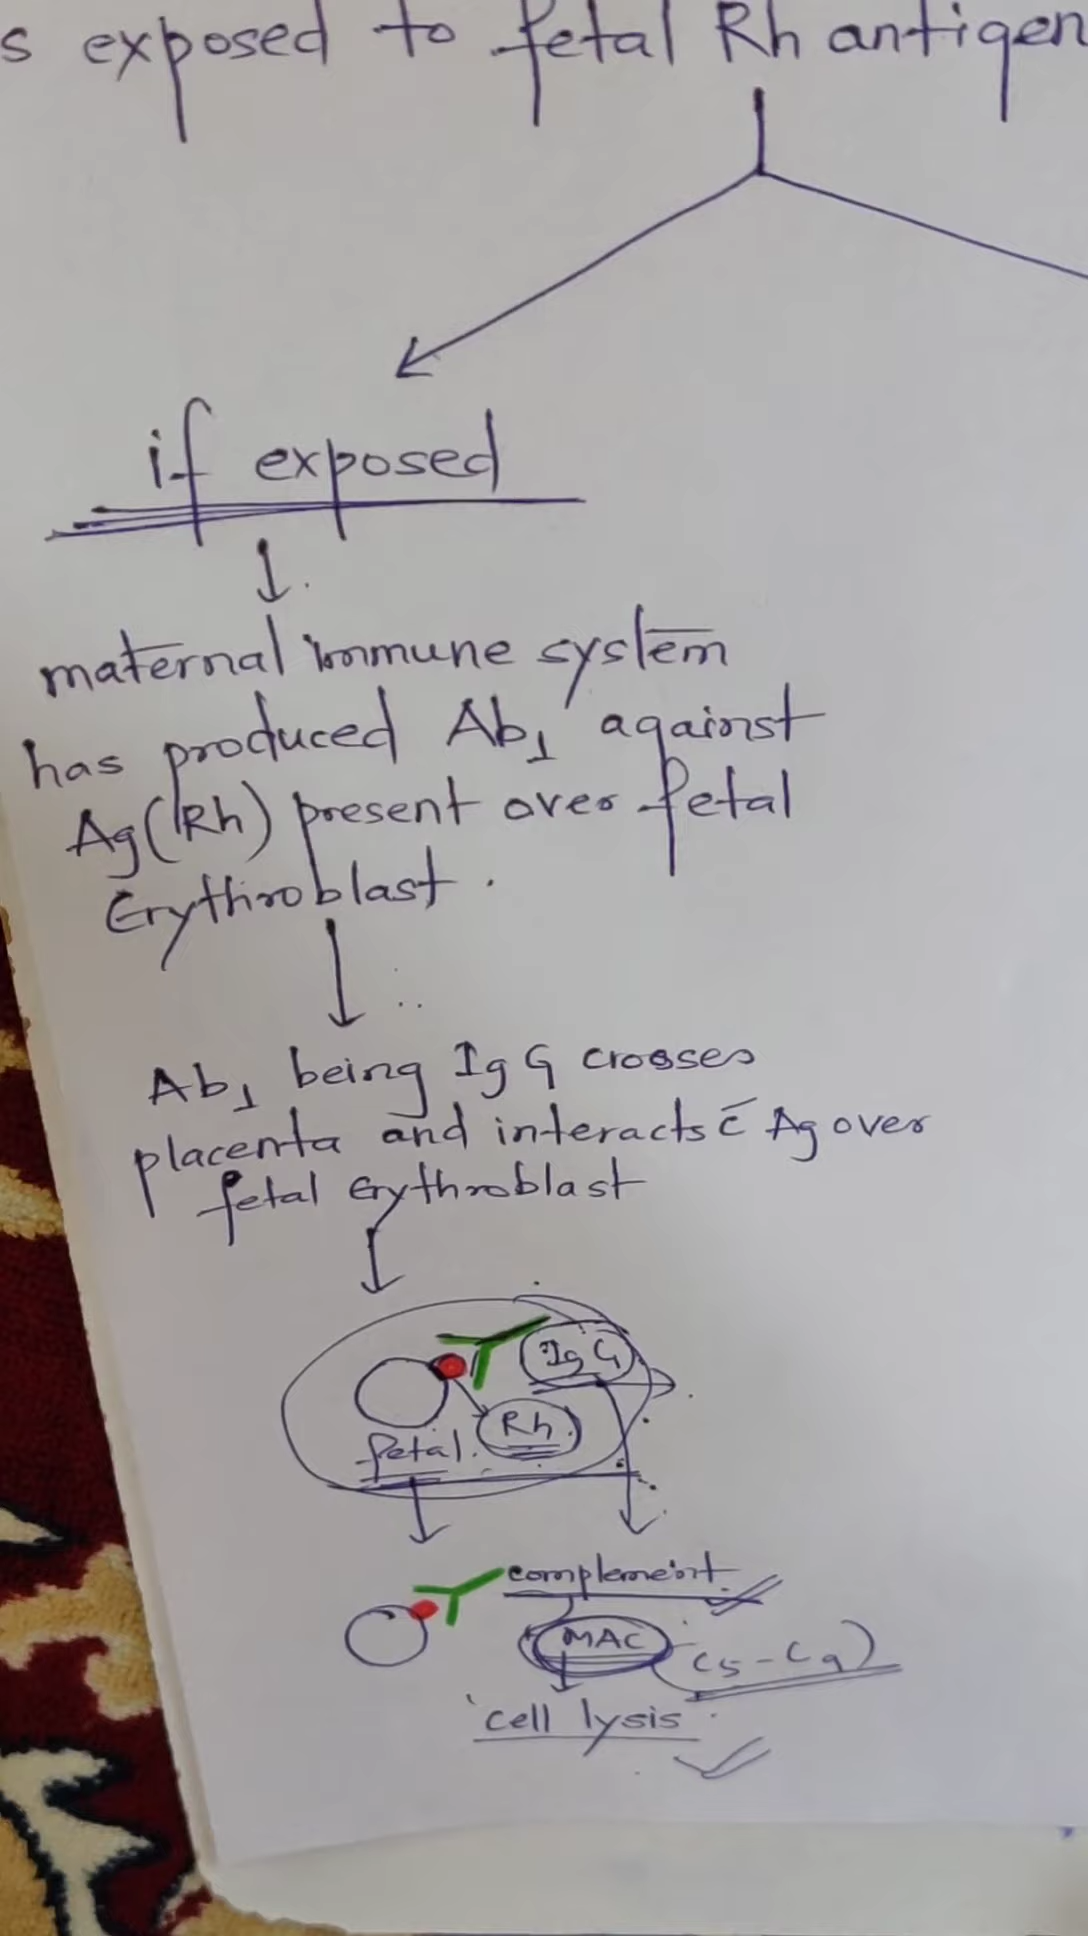 s exposed to fetal Rh antigen
if exposed
maternal immune system
has produced Ab₁ against
Ag(Rh) present over fetal
Erythroblast.
Ab₁ being IgG crosses
placenta and interacts c̄ Ag over
fetal Erythroblast
IgG
Rh
fetal
complement
MAC (C5-C9)
cell lysis